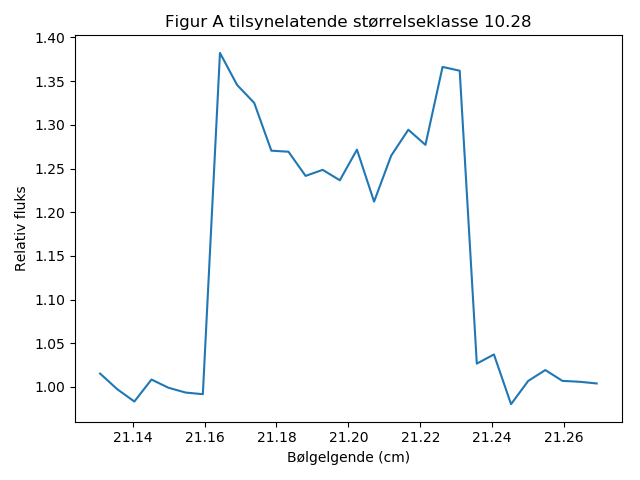 Figur A tilsynelatende størrelseklasse 10.28
1.40
1.35
1.30
1.25
1.20
1.15
1.10
1.05
1.00
Relativ fluks
21.14 21.16 21.18 21.20 21.22 21.24 21.26
Bølgelgende (cm)